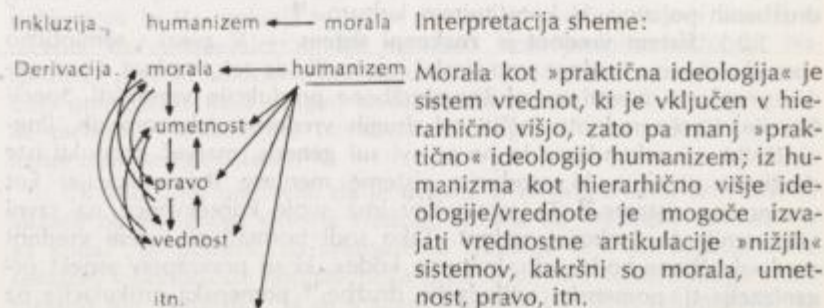 Inkluzija humanizem morala
Derivacija morala humanizem
umetnost
pravo
vednost
itn.
Interpretacija sheme:
Morala kot »praktična ideologija« je
sistem vrednot, ki je vključen v hie-
rarhično višjo, zato pa manj »prak-
tično« ideologijo humanizem; iz hu-
manizma kot hierarhično višje ide-
ologije/vrednote je mogoče izva-
jati vrednostne artikulacije »nižjih«
sistemov, kakršni so morala, umet-
nost, pravo, itn.